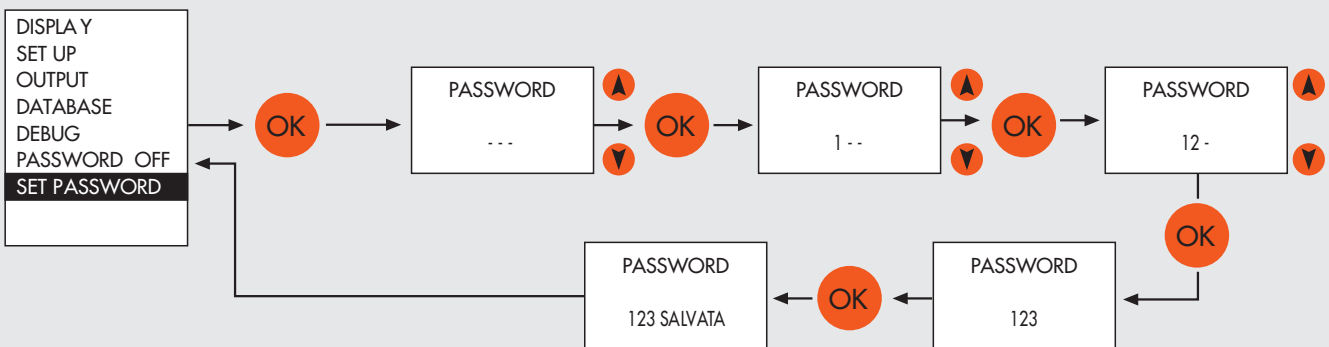 DISPLAY
SET UP
OUTPUT
DATABASE
DEBUG
PASSWORD OFF
SET PASSWORD
OK
PASSWORD
- - -
OK
PASSWORD
1 - -
OK
PASSWORD
12 -
OK
PASSWORD
123
OK
PASSWORD
123 SALVATA